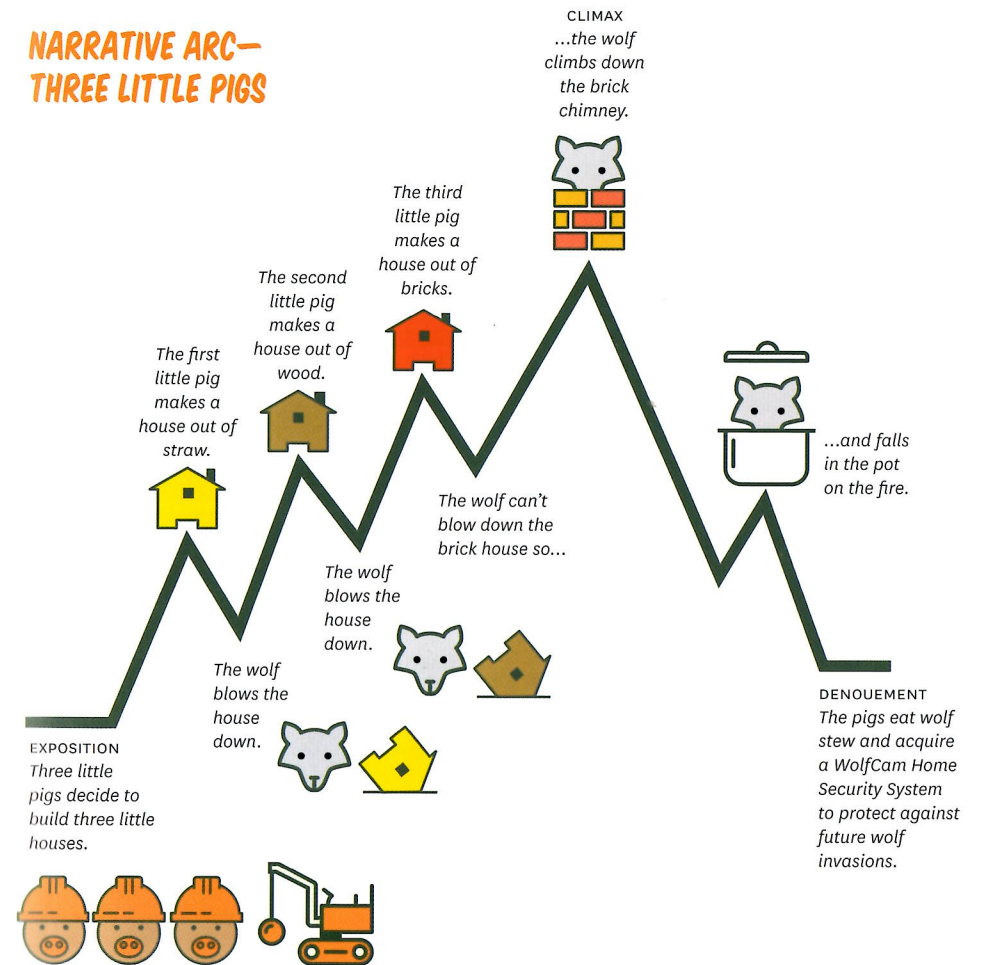 NARRATIVE ARC—
THREE LITTLE PIGS
EXPOSITION
Three little
pigs decide to
build three little
houses.
The first
little pig
makes a
house out of
straw.
The wolf
blows the
house
down.
The second
little pig
makes a
house out of
wood.
The wolf
blows the
house
down.
The third
little pig
makes a
house out of
bricks.
The wolf can't
blow down the
brick house so...
CLIMAX
...the wolf
climbs down
the brick
chimney.
...and falls
in the pot
on the fire.
DENOUEMENT
The pigs eat wolf
stew and acquire
a WolfCam Home
Security System
to protect against
future wolf
invasions.